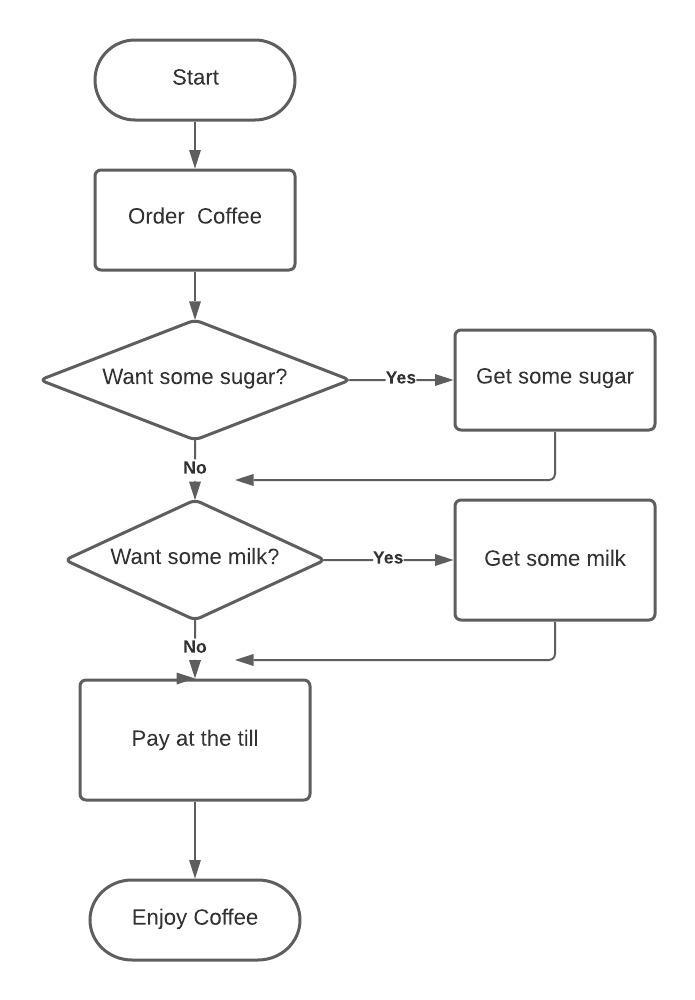 Start
Order  Coffee
Want some sugar?
Yes
Get some sugar
No
Want some milk?
Yes
Get some milk
No
Pay at the till
Enjoy Coffee